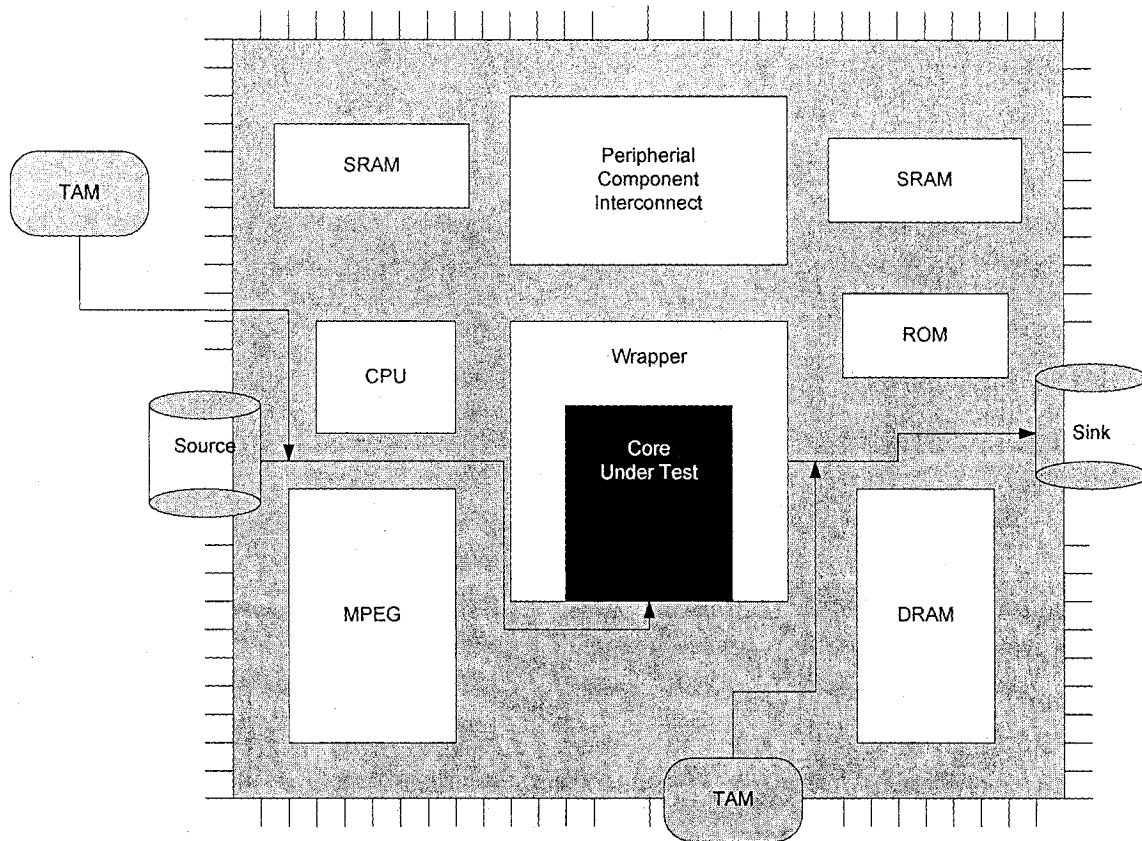 SRAM
Peripherial
Component
Interconnect
SRAM
TAM
CPU
Wrapper
ROM
Source
Core
Under Test
Sink
MPEG
DRAM
TAM